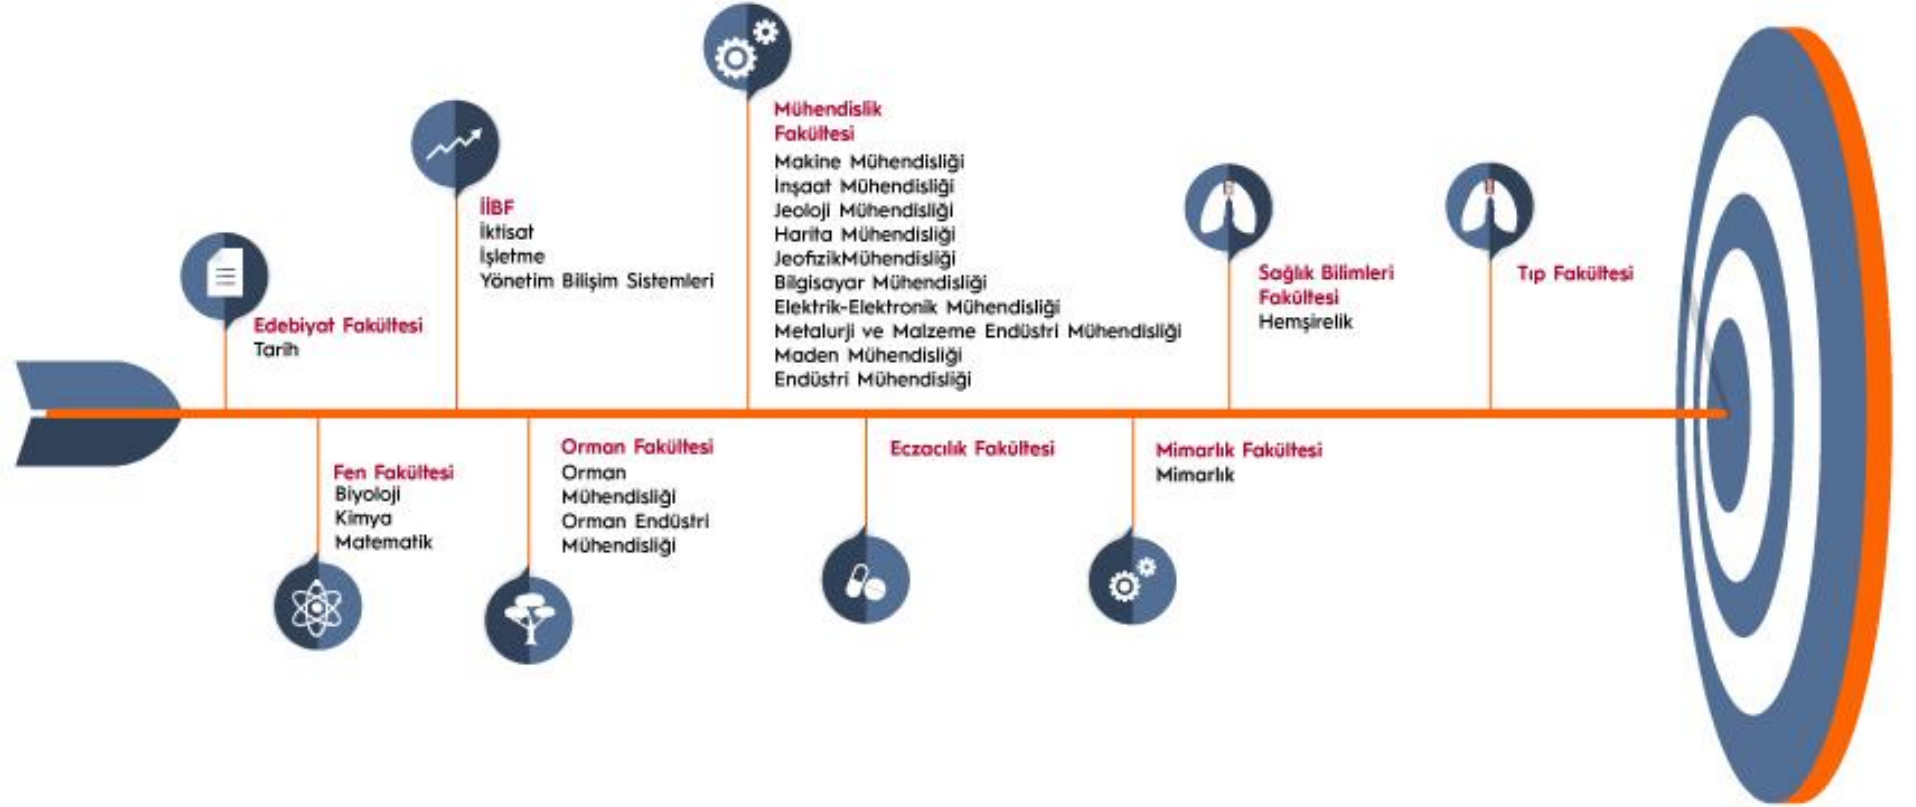 Edebiyat Fakültesi
Tarih
Fen Fakültesi
Biyoloji
Kimya
Matematik
İİBF
İktisat
İşletme
Yönetim Bilişim Sistemleri
Orman Fakültesi
Orman
Mühendisliği
Orman Endüstri
Mühendisliği
Mühendislik
Fakültesi
Makine Mühendisliği
İnşaat Mühendisliği
Jeoloji Mühendisliği
Harita Mühendisliği
JeofizikMühendisliği
Bilgisayar Mühendisliği
Elektrik-Elektronik Mühendisliği
Metalurji ve Malzeme Endüstri Mühendisliği
Maden Mühendisliği
Endüstri Mühendisliği
Eczacılık Fakültesi
Mimarlık Fakültesi
Mimarlık
Sağlık Bilimleri
Fakültesi
Hemşirelik
Tıp Fakültesi